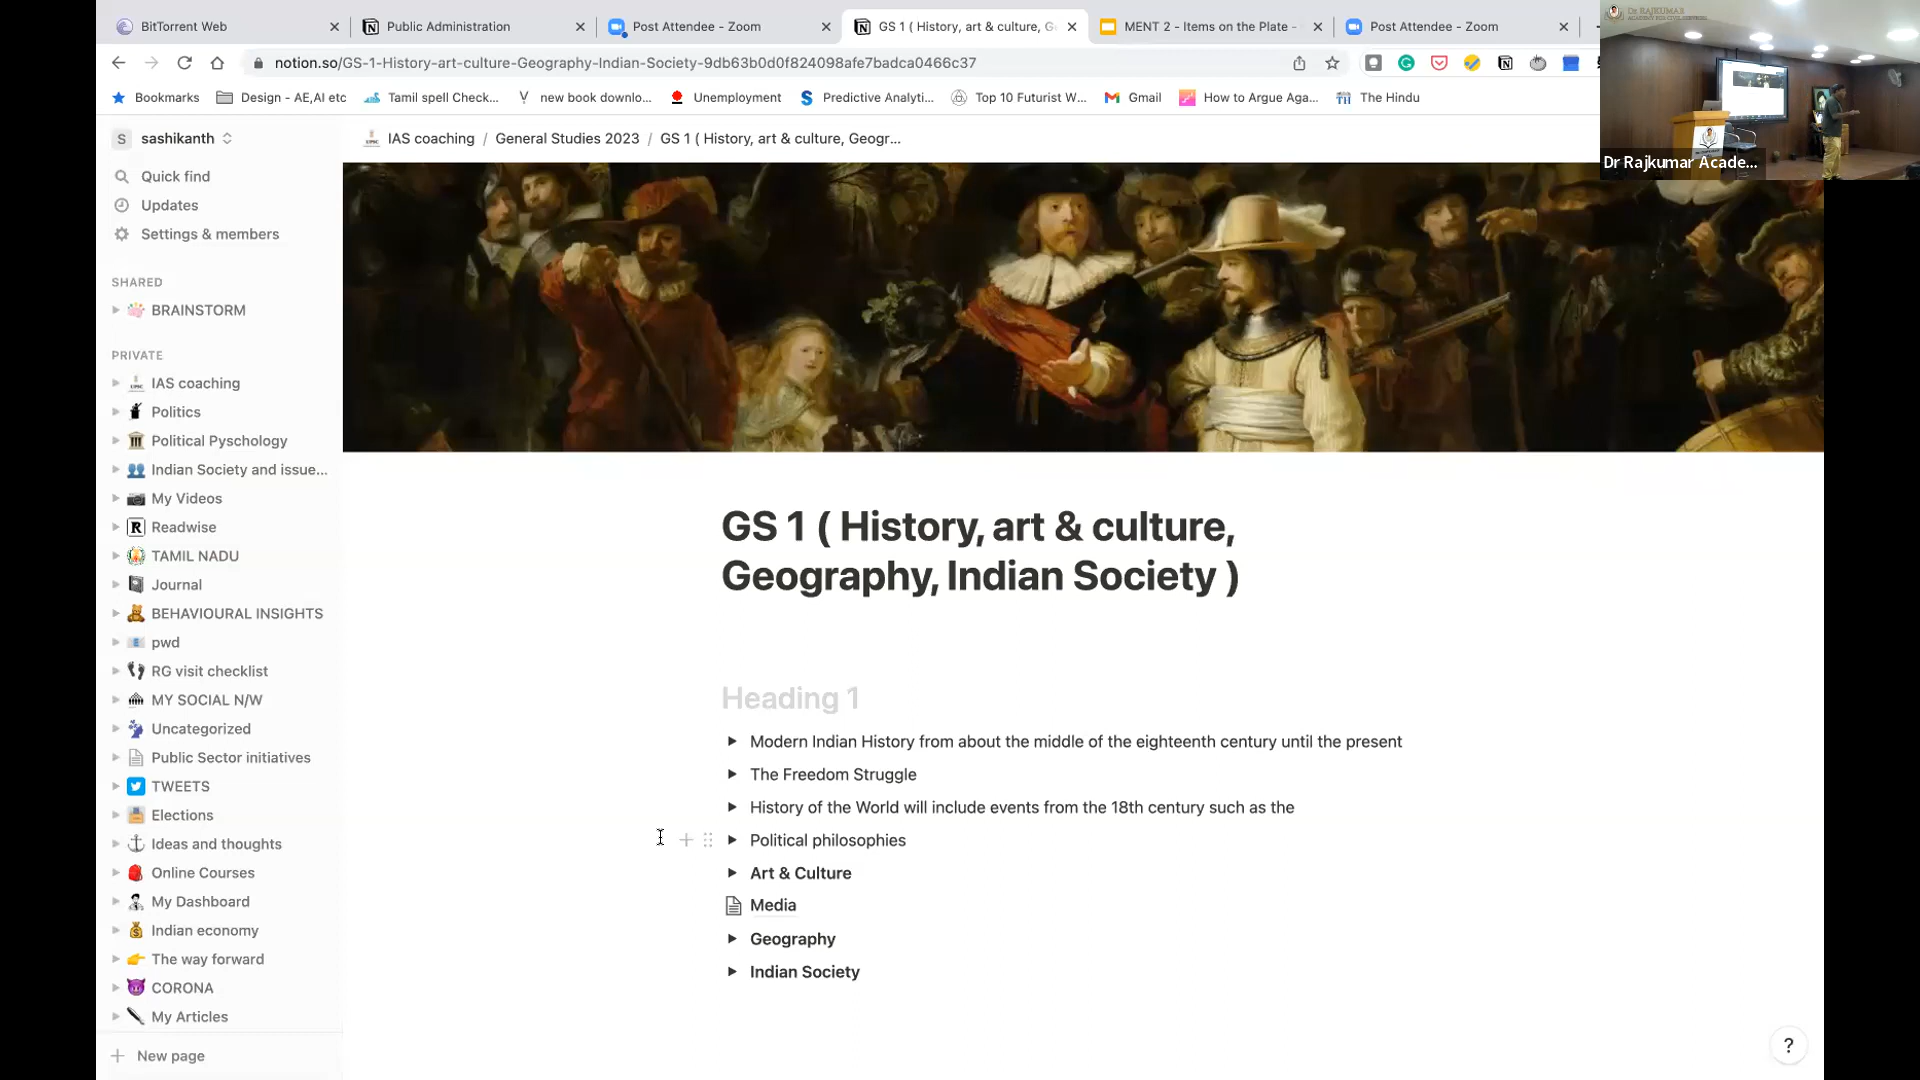 BitTorrent Web
Public Administration
Post Attendee - Zoom
GS 1 ( History, art & culture, G
MENT 2 - Items on the Plate -
Post Attendee - Zoom
notion.so/GS-1-History-art-culture-Geography-Indian-Society-9db63b0d0f824098afe7badca0466c37
Bookmarks
Design - AE,AI etc
Tamil spell Check...
new book downlo...
Unemployment
Predictive Analyti...
Top 10 Futurist W...
Gmail
How to Argue Aga...
The Hindu
Dr RAJKUMAR
Dr Rajkumar Acade...
S sashikanth
IAS coaching / General Studies 2023 / GS 1 ( History, art & culture, Geogr...
Quick find
Updates
Settings & members
SHARED
BRAINSTORM
PRIVATE
IAS coaching
Politics
Political Pyschology
Indian Society and issue...
My Videos
Readwise
TAMIL NADU
Journal
BEHAVIOURAL INSIGHTS
pwd
RG visit checklist
MY SOCIAL N/W
Uncategorized
Public Sector initiatives
TWEETS
Elections
Ideas and thoughts
Online Courses
My Dashboard
Indian economy
The way forward
CORONA
My Articles
New page
GS 1 ( History, art & culture,
Geography, Indian Society )
Heading 1
Modern Indian History from about the middle of the eighteenth century until the present
The Freedom Struggle
History of the World will include events from the 18th century such as the
Political philosophies
Art & Culture
Media
Geography
Indian Society
?